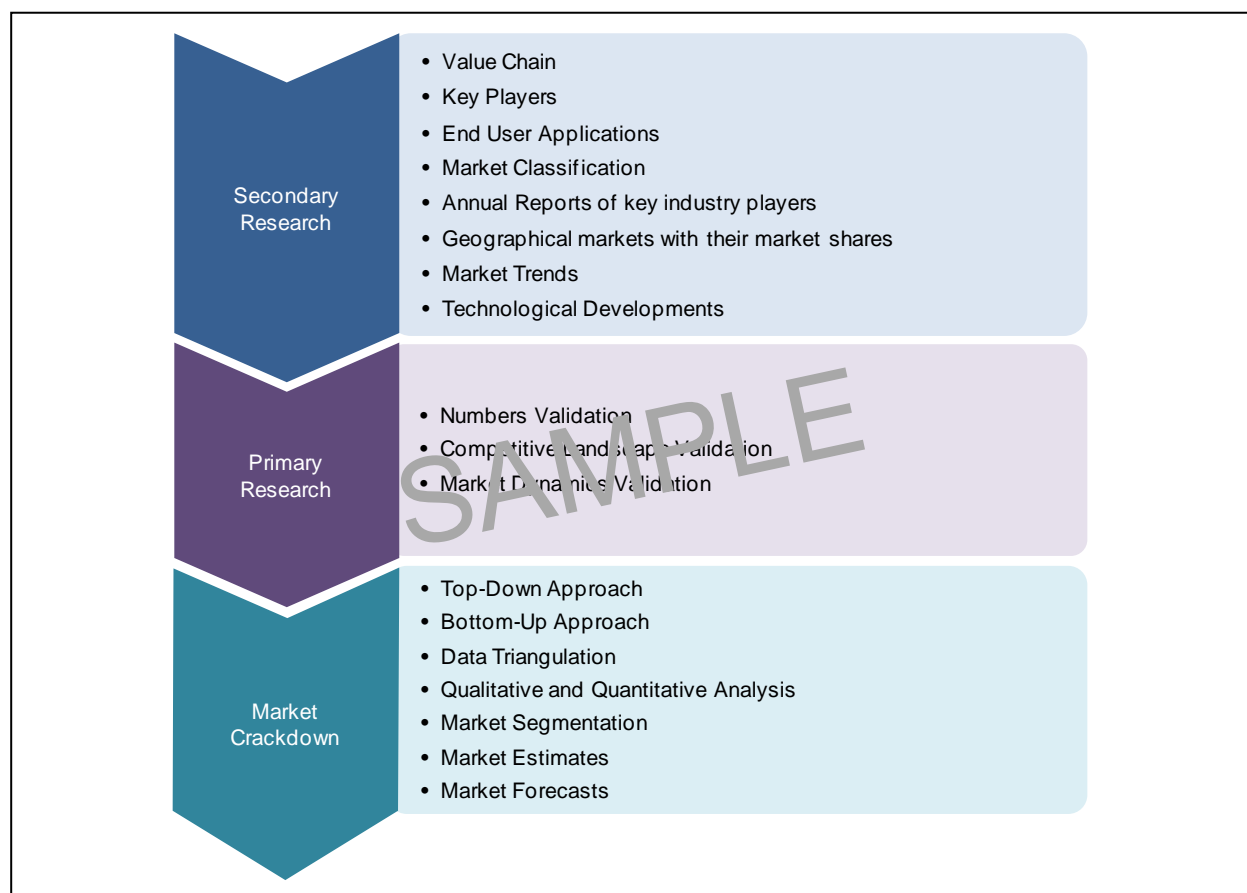 Secondary
Research
• Value Chain
• Key Players
• End User Applications
• Market Classification
• Annual Reports of key industry players
• Geographical markets with their market shares
• Market Trends
• Technological Developments
Primary
Research
• Numbers Validation
• Competitive Landscape Validation
• Market Dynamics Validation
SAMPLE
Market
Crackdown
• Top-Down Approach
• Bottom-Up Approach
• Data Triangulation
• Qualitative and Quantitative Analysis
• Market Segmentation
• Market Estimates
• Market Forecasts